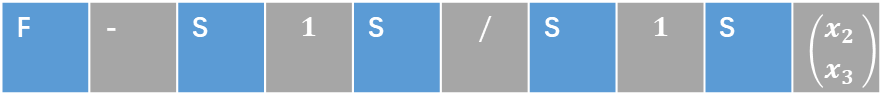 F - S 1 S / S 1 S (x₂ x₃)